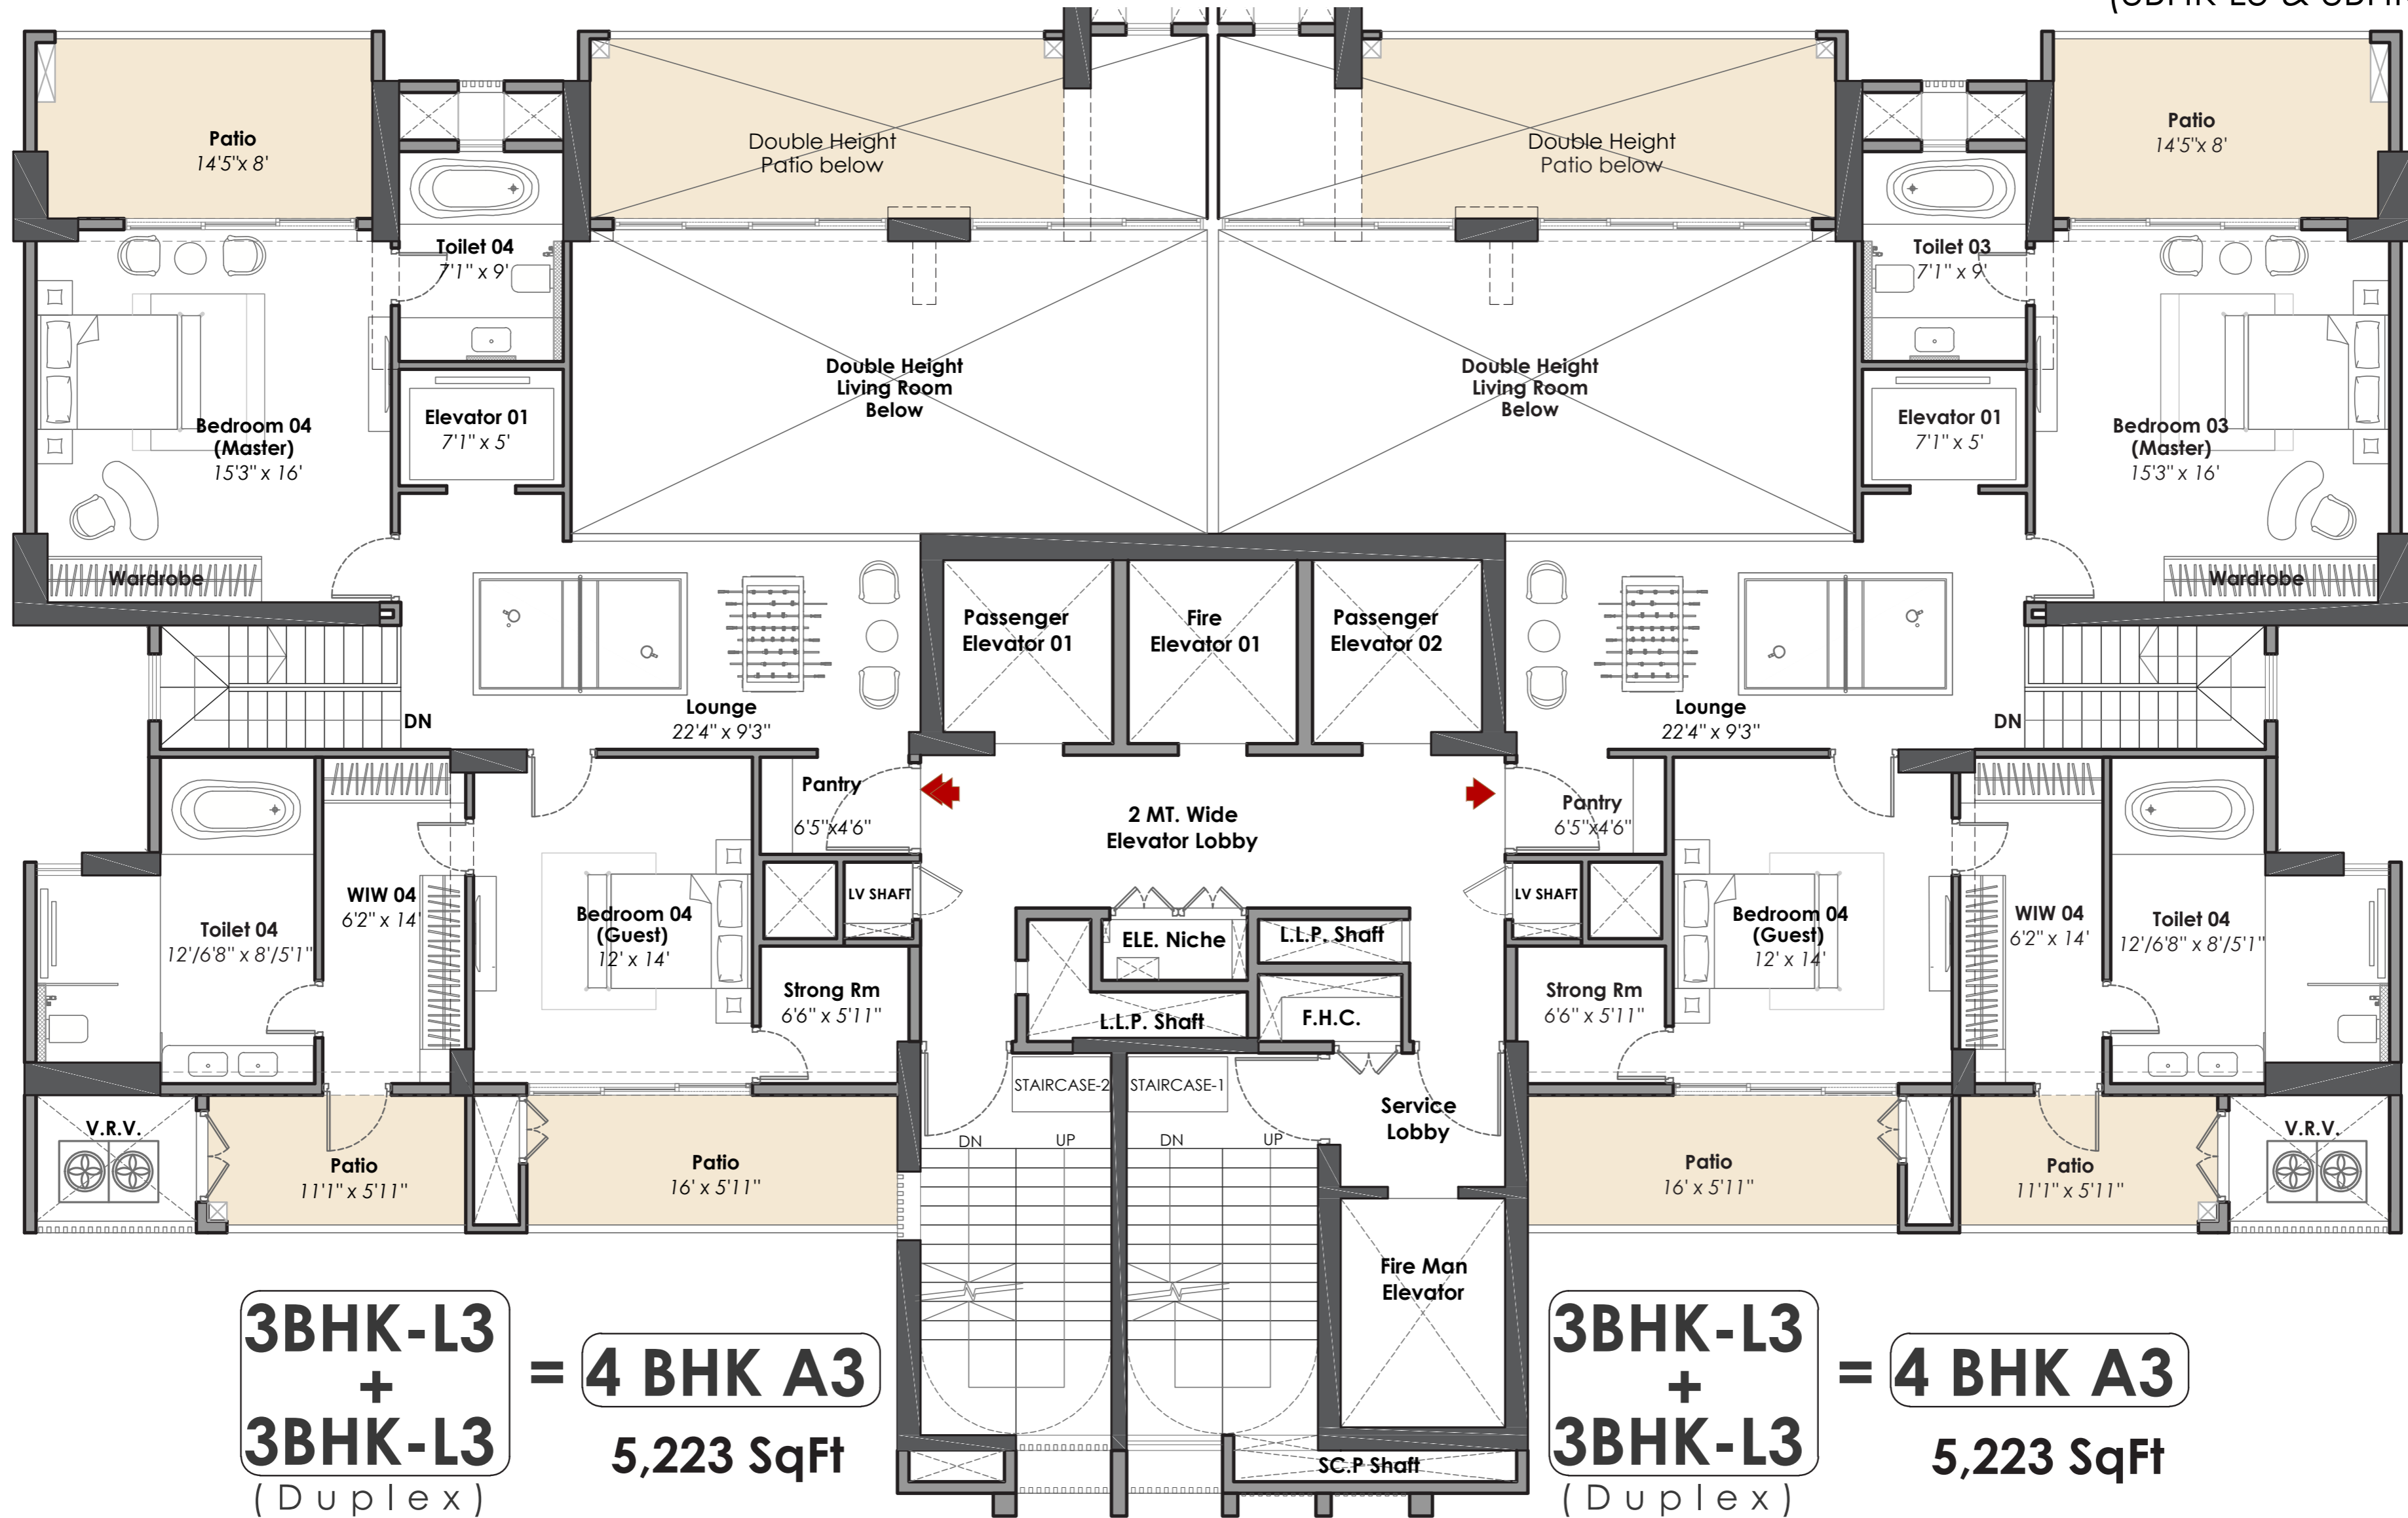 Patio
14'5"x 8'
Double Height
Patio below
Double Height
Patio below
Patio
14'5"x 8'
Toilet 04
7'1" x 9'
Toilet 03
7'1" x 9'
Double Height
Living Room
Below
Double Height
Living Room
Below
Elevator 01
7'1" x 5'
Elevator 01
7'1" x 5'
Bedroom 04
(Master)
15'3" x 16'
Bedroom 03
(Master)
15'3" x 16'
Wardrobe
Wardrobe
Passenger
Elevator 01
Fire
Elevator 01
Passenger
Elevator 02
DN
Lounge
22'4" x 9'3"
Lounge
22'4" x 9'3"
DN
Pantry
6'5"x4'6"
2 MT. Wide
Elevator Lobby
Pantry
6'5"x4'6"
LV SHAFT
LV SHAFT
Toilet 04
12'/6'8" x 8'/5'1"
WIW 04
6'2" x 14'
Bedroom 04
(Guest)
12' x 14'
ELE. Niche
L.L.P. Shaft
Bedroom 04
(Guest)
12' x 14'
WIW 04
6'2" x 14'
Toilet 04
12'/6'8" x 8'/5'1"
Strong Rm
6'6" x 5'11"
L.L.P. Shaft
F.H.C.
Strong Rm
6'6" x 5'11"
STAIRCASE-2
STAIRCASE-1
Service
Lobby
DN
UP
DN
UP
V.R.V.
Patio
11'1" x 5'11"
Patio
16' x 5'11"
Patio
16' x 5'11"
Patio
11'1" x 5'11"
V.R.V.
Fire Man
Elevator
SC.P Shaft
3BHK-L3
+
3BHK-L3
(Duplex)
= 4 BHK A3
5,223 SqFt
3BHK-L3
+
3BHK-L3
(Duplex)
= 4 BHK A3
5,223 SqFt